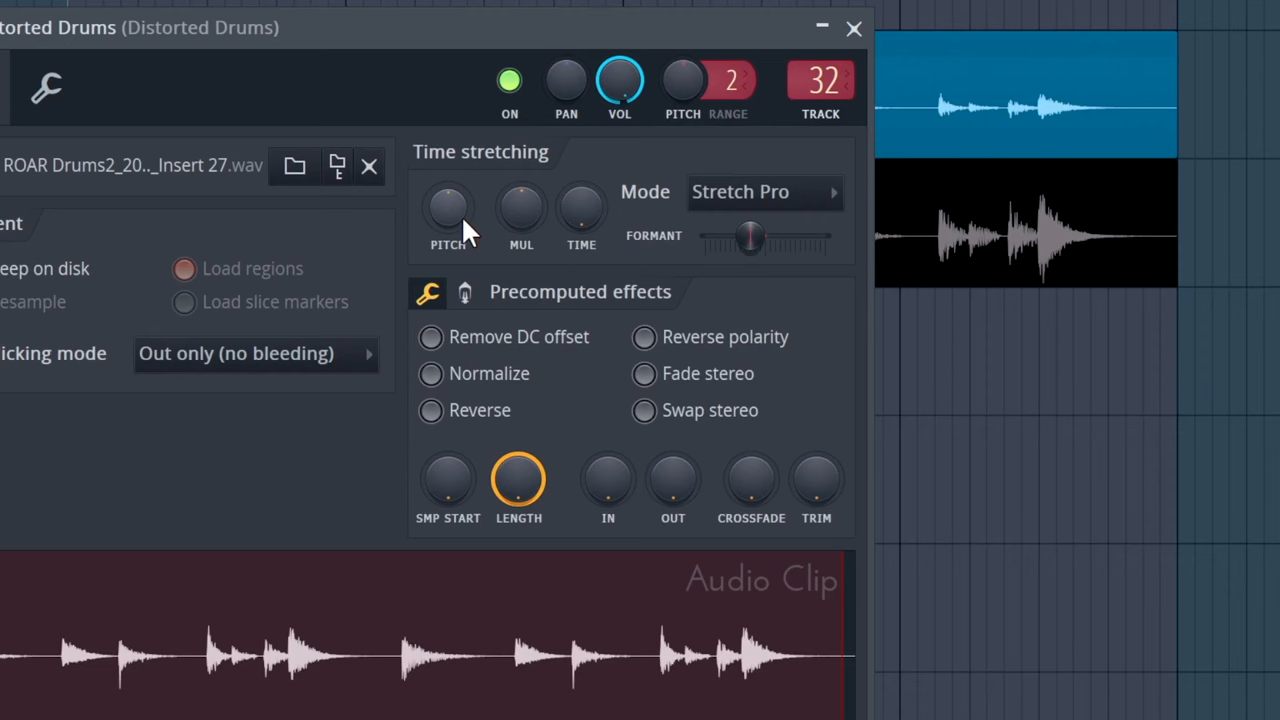 torted Drums (Distorted Drums)
ON PAN VOL PITCH 2 RANGE 32 TRACK
ROAR Drums2_20.._Insert 27.wav
Time stretching
PITCH MUL TIME
Mode Stretch Pro
FORMANT
ent
eep on disk
Load regions
esample
Load slice markers
icking mode Out only (no bleeding)
Precomputed effects
Remove DC offset
Reverse polarity
Normalize
Fade stereo
Reverse
Swap stereo
SMP START LENGTH IN OUT CROSSFADE TRIM
Audio Clip